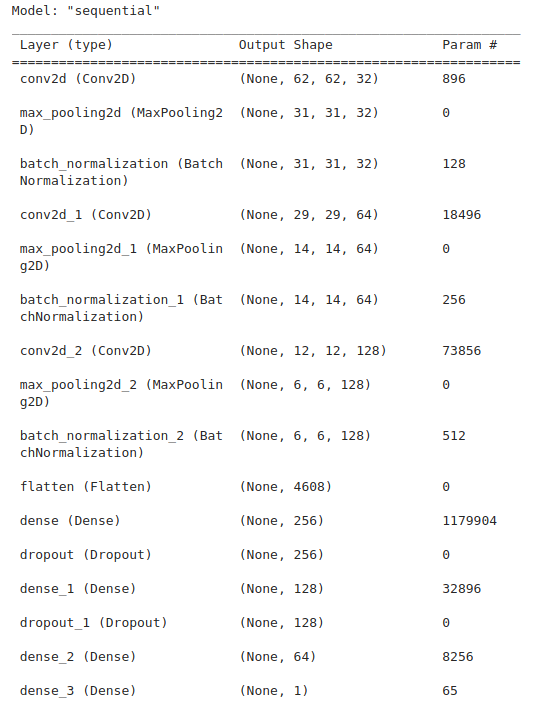 Model: "sequential"
Layer (type) Output Shape Param #
conv2d (Conv2D) (None, 62, 62, 32) 896
max_pooling2d (MaxPooling2 (None, 31, 31, 32) 0
D)
batch_normalization (Batch (None, 31, 31, 32) 128
Normalization)
conv2d_1 (Conv2D) (None, 29, 29, 64) 18496
max_pooling2d_1 (MaxPoolin (None, 14, 14, 64) 0
g2D)
batch_normalization_1 (Bat (None, 14, 14, 64) 256
chNormalization)
conv2d_2 (Conv2D) (None, 12, 12, 128) 73856
max_pooling2d_2 (MaxPoolin (None, 6, 6, 128) 0
g2D)
batch_normalization_2 (Bat (None, 6, 6, 128) 512
chNormalization)
flatten (Flatten) (None, 4608) 0
dense (Dense) (None, 256) 1179904
dropout (Dropout) (None, 256) 0
dense_1 (Dense) (None, 128) 32896
dropout_1 (Dropout) (None, 128) 0
dense_2 (Dense) (None, 64) 8256
dense_3 (Dense) (None, 1) 65